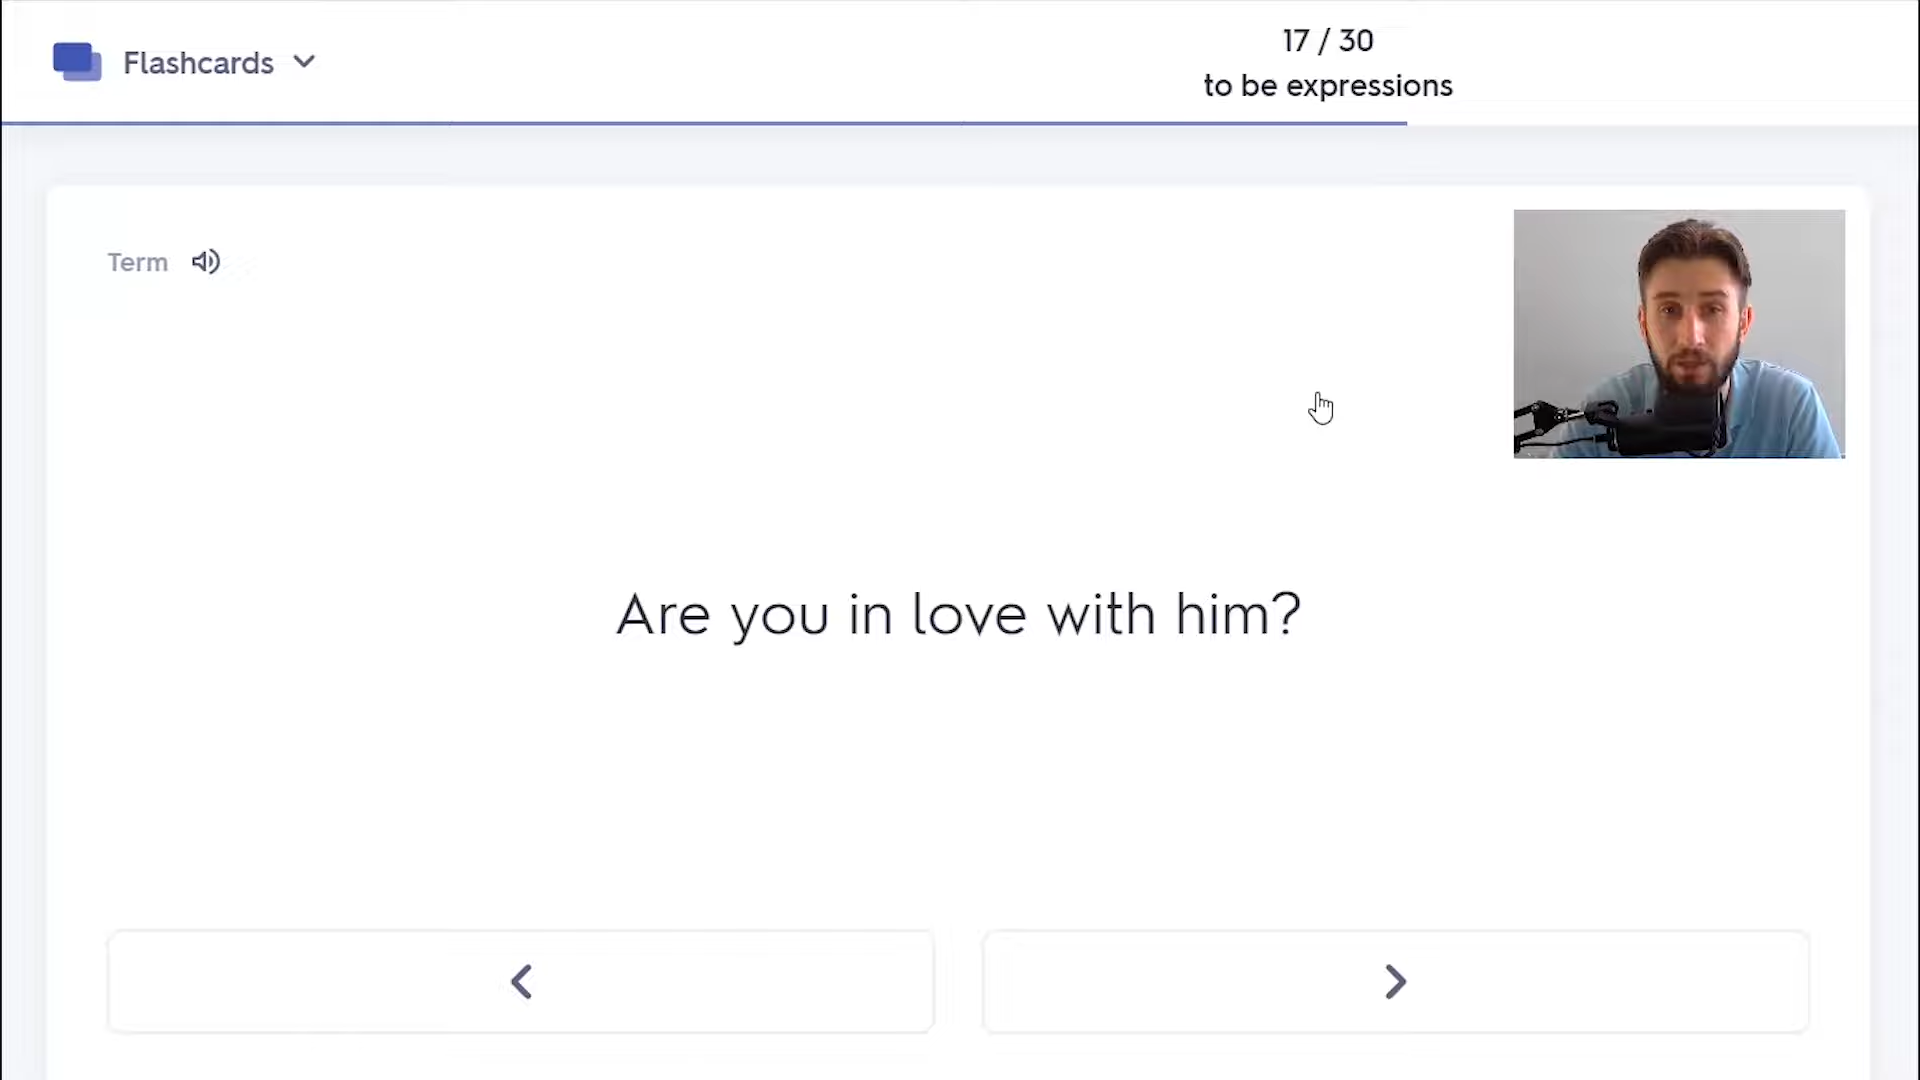 Flashcards
17 / 30
to be expressions
Term
Are you in love with him?